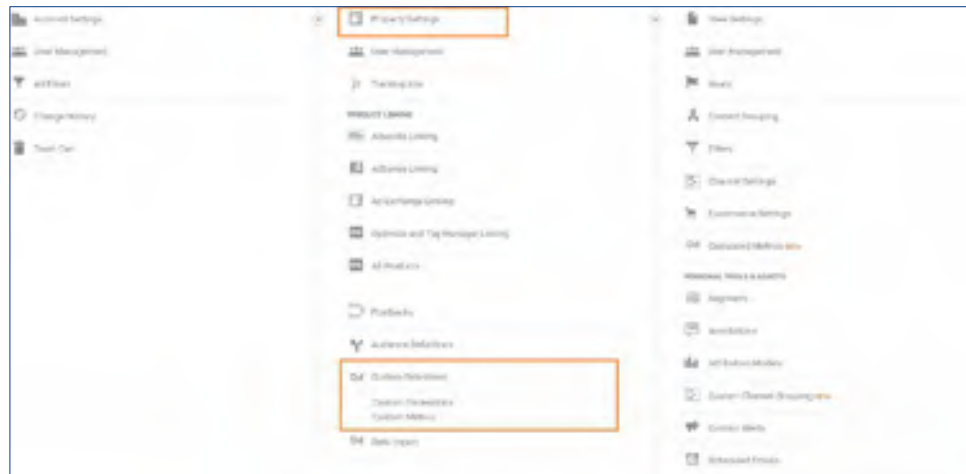 Account Settings
User Management
All Filters
Change History
Trash Can
Property Settings
User Management
Tracking Info
PRODUCT LINKING
AdWords Linking
AdSense Linking
Ad Exchange Linking
Optimize and Tag Manager Linking
All Products
Postbacks
Audience Definitions
Custom Definitions
Custom Dimensions
Custom Metrics
Data Import
View Settings
User Management
Goals
Content Grouping
Filters
Channel Settings
Ecommerce Settings
Calculated Metrics BETA
PERSONAL TOOLS & ASSETS
Segments
Annotations
Attribution Models
Custom Channel Grouping BETA
Custom Alerts
Scheduled Emails